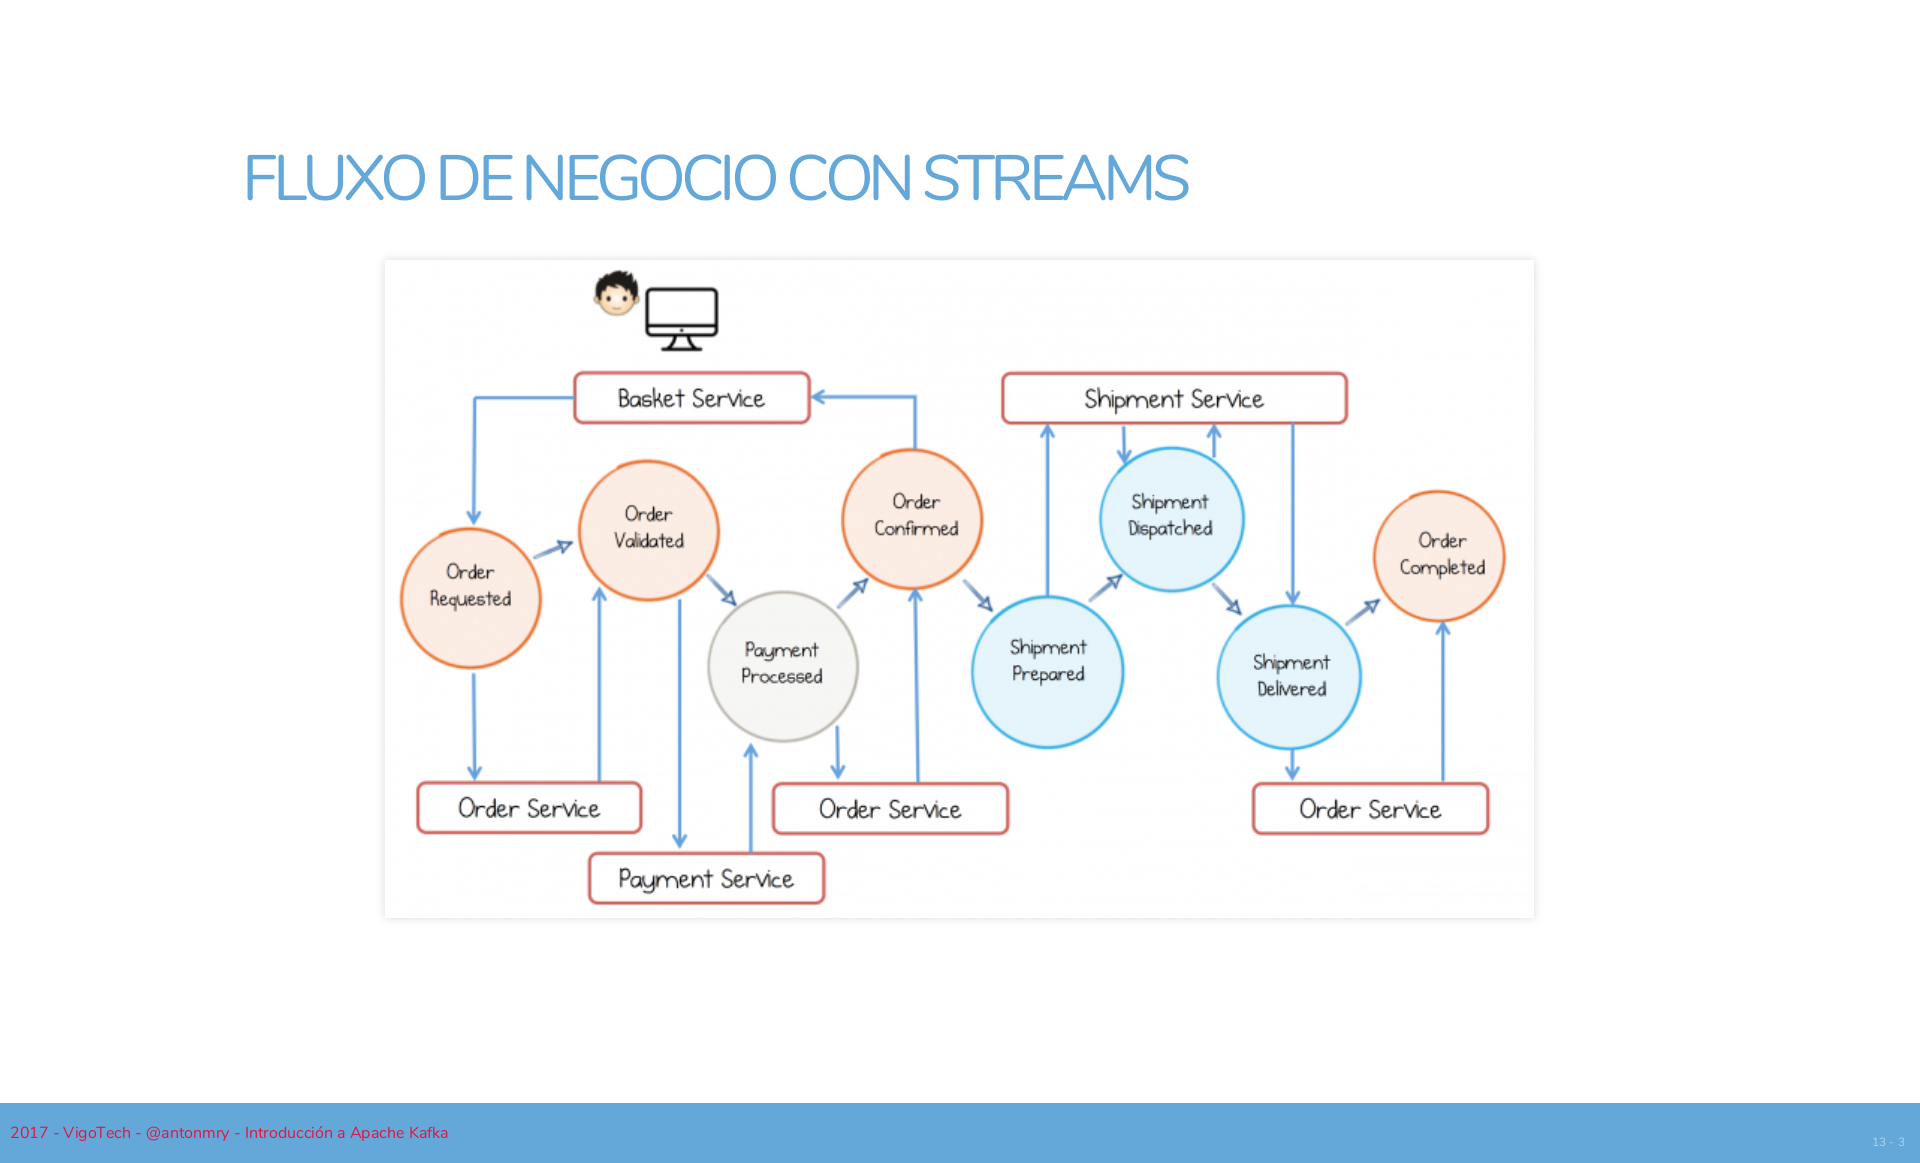 FLUXO DE NEGOCIO CON STREAMS
Basket Service
Shipment Service
Order
Requested
Order
Validated
Payment
Processed
Order
Confirmed
Shipment
Prepared
Shipment
Dispatched
Shipment
Delivered
Order
Completed
Order Service
Order Service
Order Service
Payment Service
2017 - VigoTech - @antonmry - Introducción a Apache Kafka
13 - 3